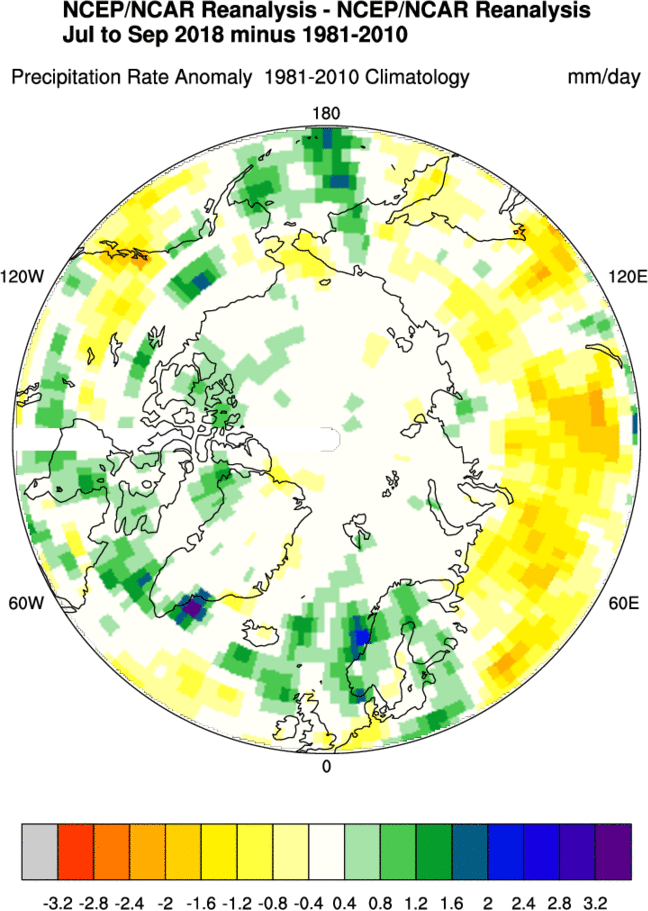 NCEP/NCAR Reanalysis - NCEP/NCAR Reanalysis
Jul to Sep 2018 minus 1981-2010
Precipitation Rate Anomaly 1981-2010 Climatology mm/day
180
120W 120E
60W 60E
0
-3.2 -2.8 -2.4 -2 -1.6 -1.2 -0.8 -0.4 0.4 0.8 1.2 1.6 2 2.4 2.8 3.2